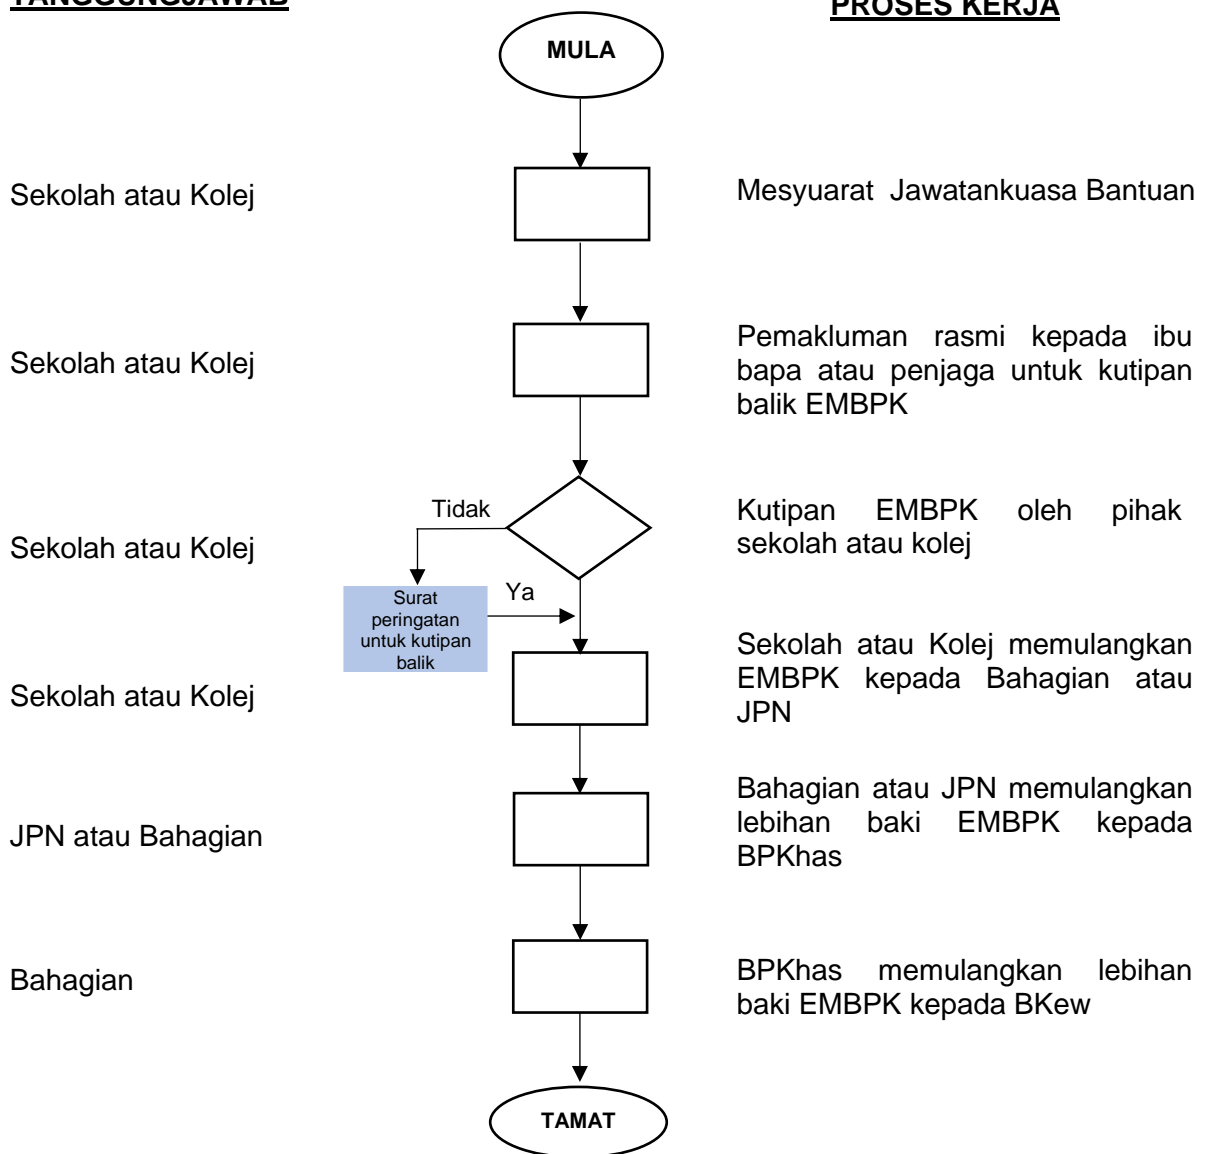 TANGGUNGJAWAB
PROSES KERJA
MULA
Sekolah atau Kolej
Mesyuarat Jawatankuasa Bantuan
Sekolah atau Kolej
Pemakluman rasmi kepada ibu
bapa atau penjaga untuk kutipan
balik EMBPK
Tidak
Sekolah atau Kolej
Kutipan EMBPK oleh pihak
sekolah atau kolej
Surat
peringatan
untuk kutipan
balik
Ya
Sekolah atau Kolej
Sekolah atau Kolej memulangkan
EMBPK kepada Bahagian atau
JPN
JPN atau Bahagian
Bahagian atau JPN memulangkan
lebihan baki EMBPK kepada
BPKhas
Bahagian
BPKhas memulangkan lebihan
baki EMBPK kepada BKew
TAMAT